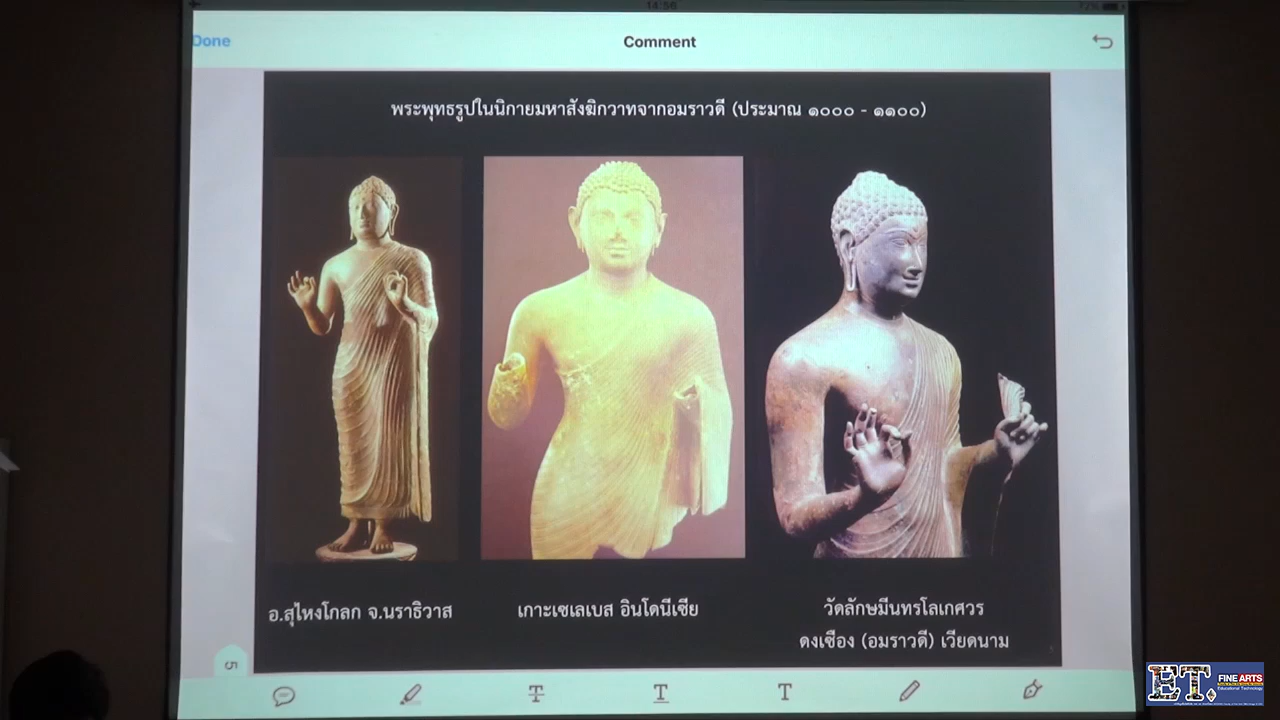 14:56
Done
Comment
พระพุทธรูปในนิกายมหาสังฆิกวาทจากอมราวดี (ประมาณ ๑๐๐๐ - ๑๑๐๐)
อ.สุไหงโกลก จ.นราธิวาส
เกาะเซเลเบส อินโดนีเซีย
วัดลักษมีนทรโลเกศวร
ดงเซือง (อมราวดี) เวียดนาม
5
T
T
T
ET.
FINE ARTS
Educational Technology